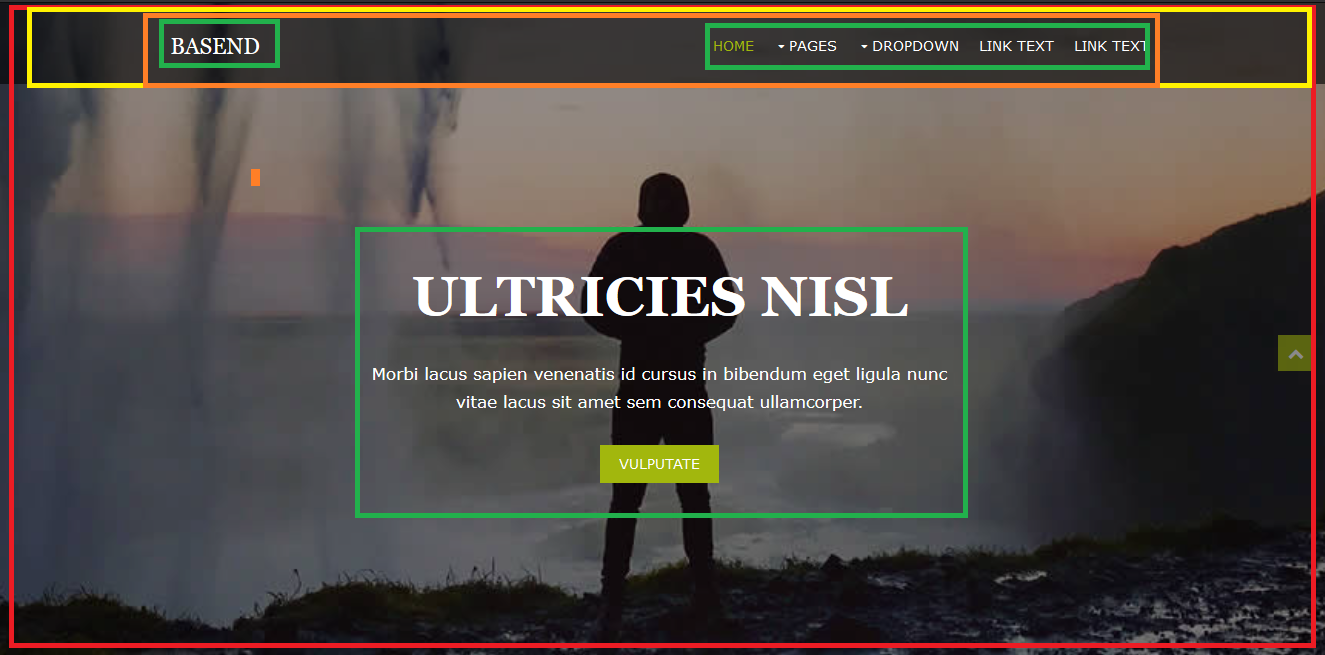 BASEND
HOME PAGES DROPDOWN LINK TEXT LINK TEXT
ULTRICIES NISL
Morbi lacus sapien venenatis id cursus in bibendum eget ligula nunc
vitae lacus sit amet sem consequat ullamcorper.
VULPUTATE